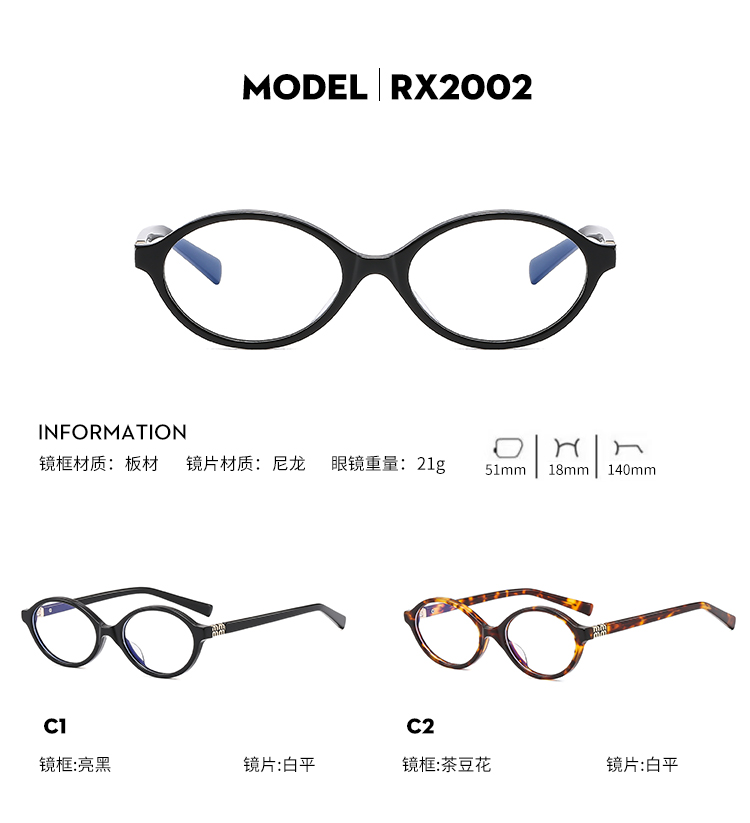 MODEL | RX2002
INFORMATION
镜框材质：板材 镜片材质：尼龙 眼镜重量：21g
51mm 18mm 140mm
C1 C2
镜框:亮黑 镜片:白平 镜框:茶豆花 镜片:白平